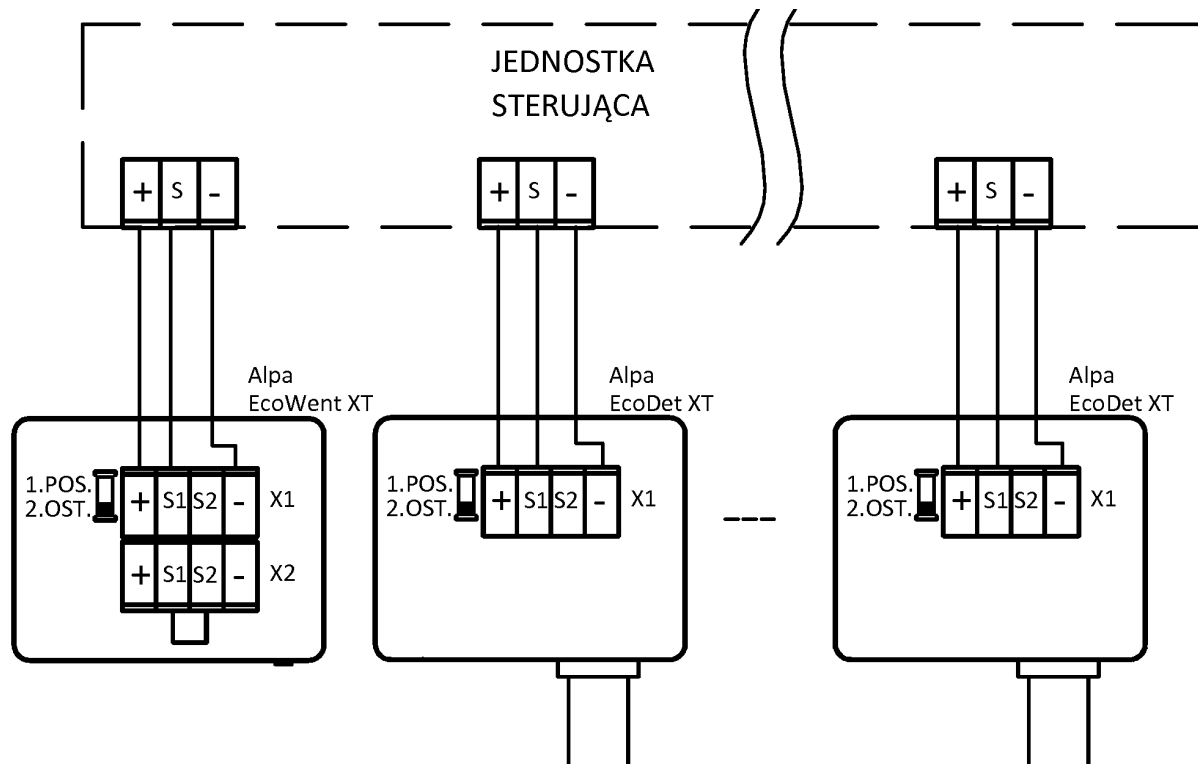 JEDNOSTKA
STERUJĄCA
+ S -
+ S -
+ S -
Alpa
EcoWent XT
1.POS.
2.OST.
+ S1 S2 - X1
+ S1 S2 - X2
Alpa
EcoDet XT
1.POS.
2.OST.
+ S1 S2 - X1
Alpa
EcoDet XT
1.POS.
2.OST.
+ S1 S2 - X1